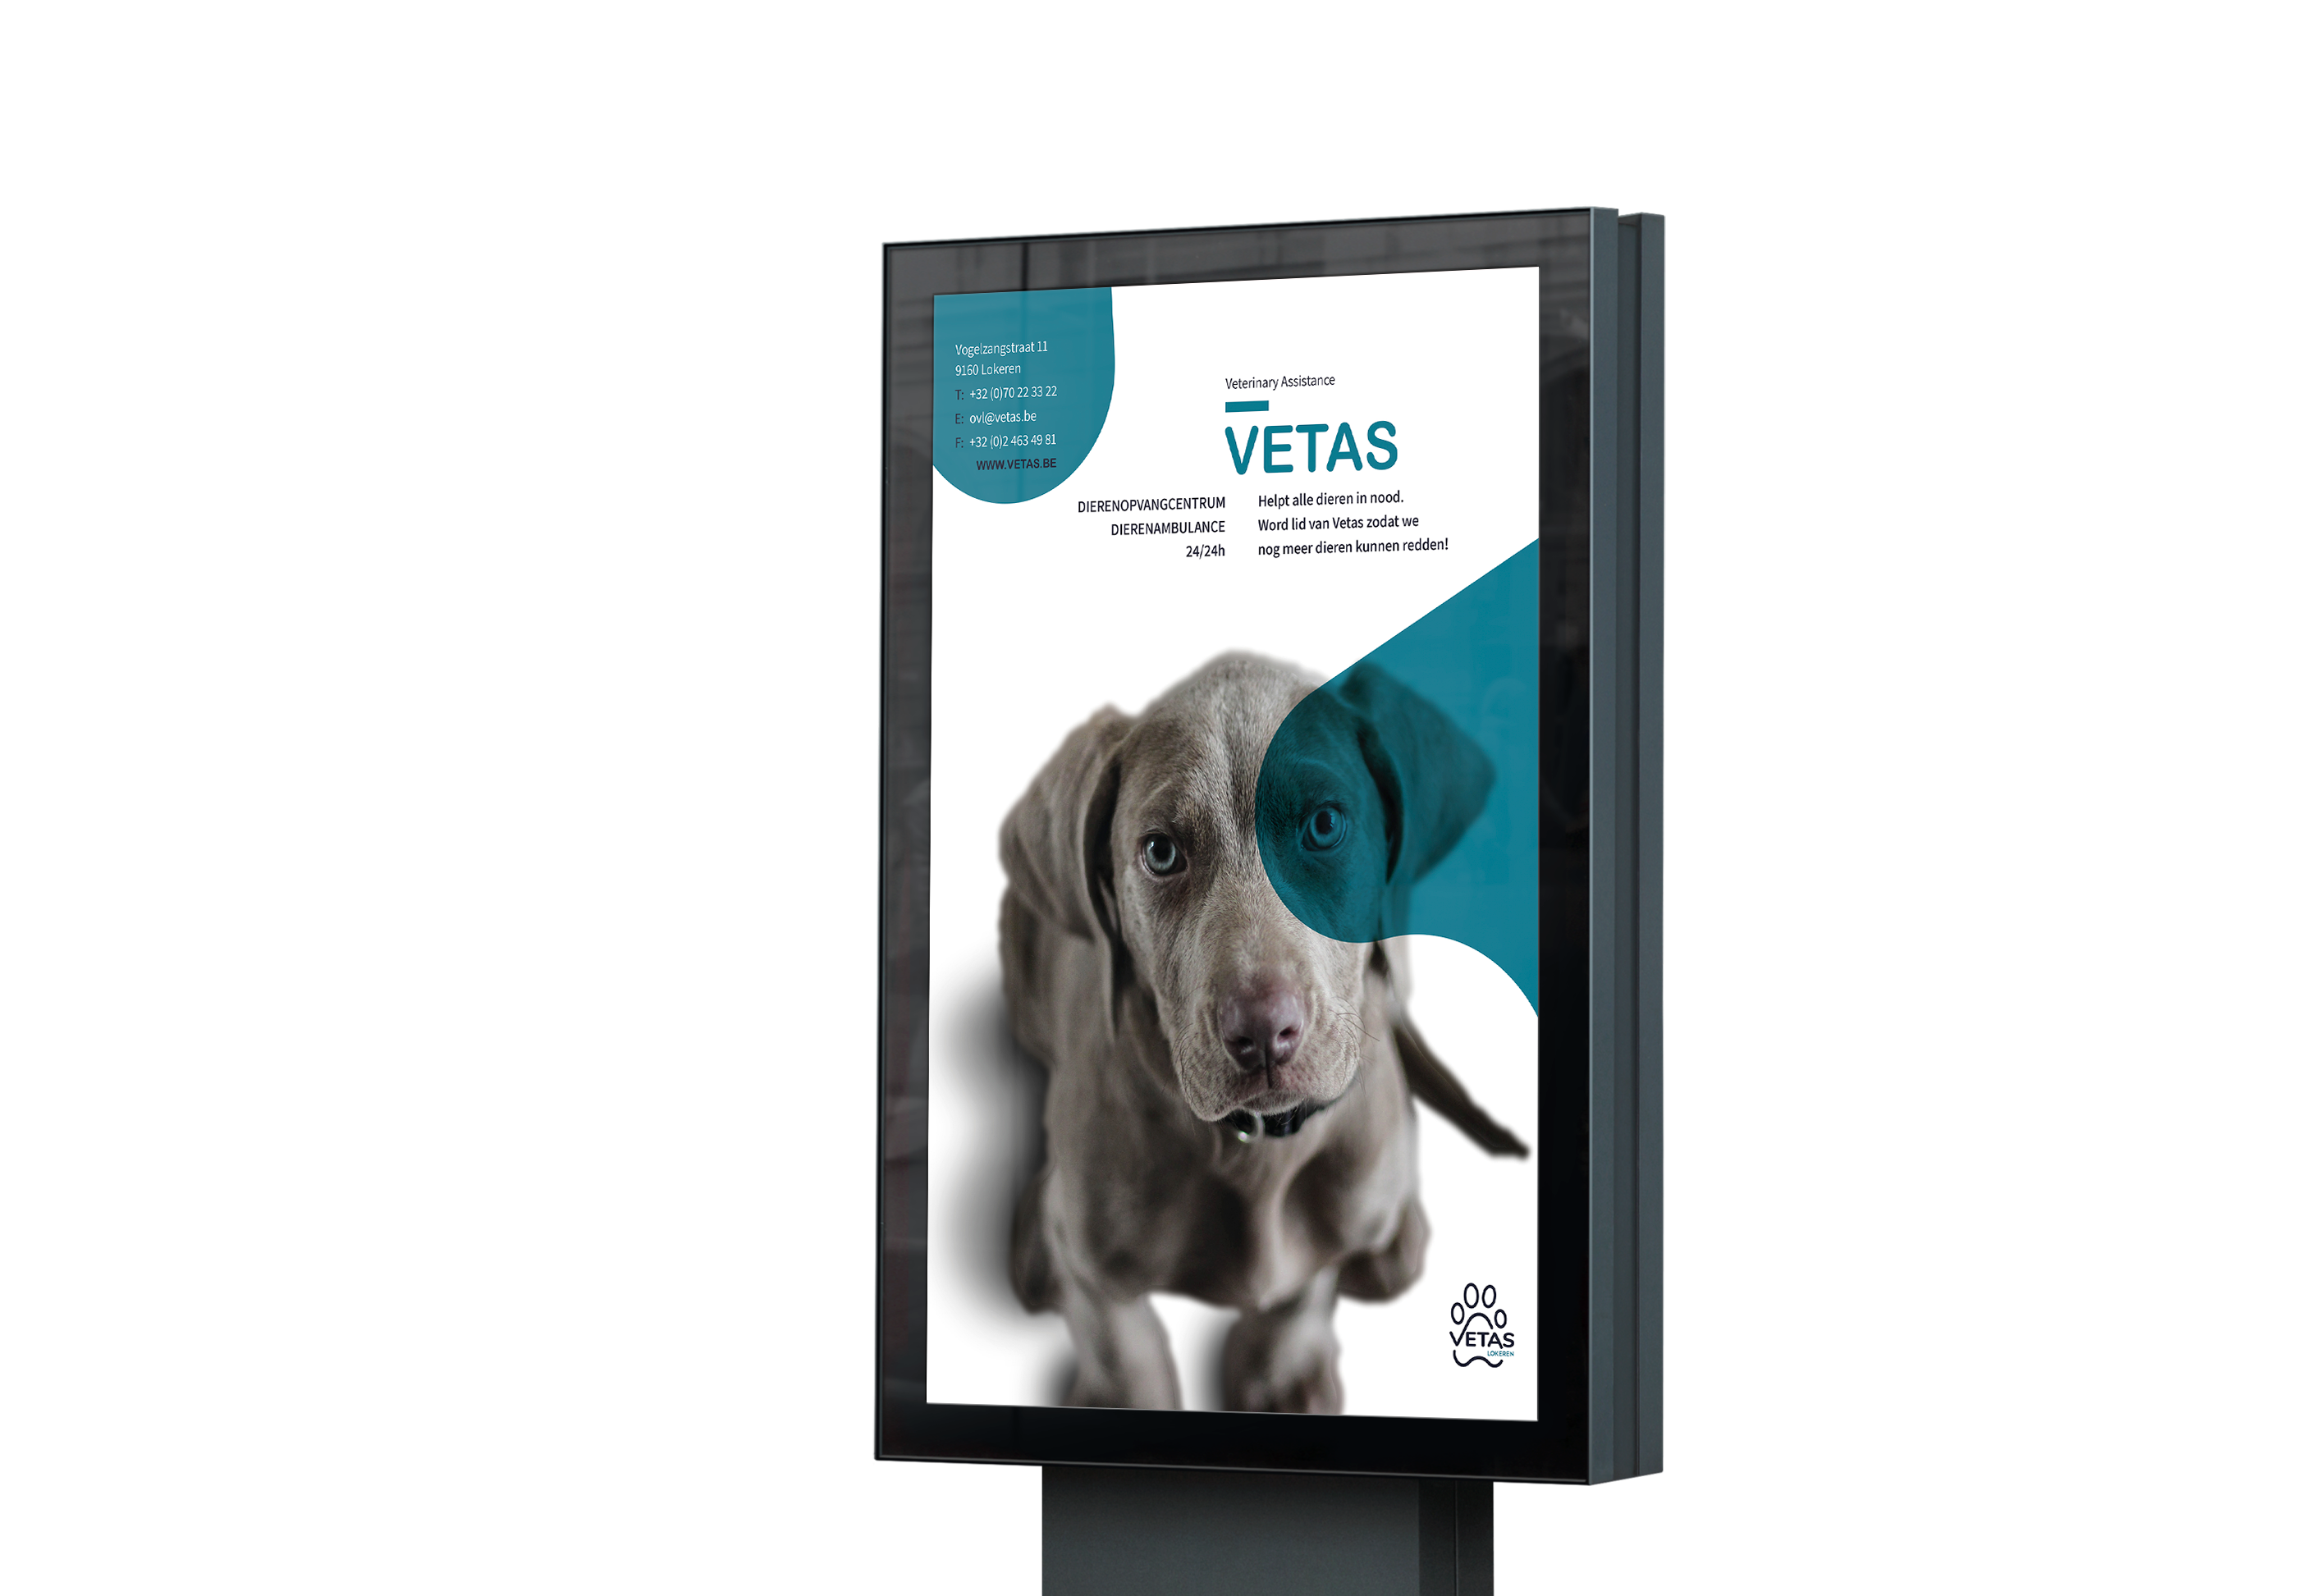 Vogelzangstraat 11
9160 Lokeren
T: +32 (0)70 22 33 22
E: ovl@vetas.be
F: +32 (0)2 463 49 81
WWW.VETAS.BE
Veterinary Assistance
VETAS
DIERENOPVANGCENTRUM
DIERENAMBULANCE
24/24h
Helpt alle dieren in nood.
Word lid van Vetas zodat we
nog meer dieren kunnen redden!
VETAS
LOKEREN